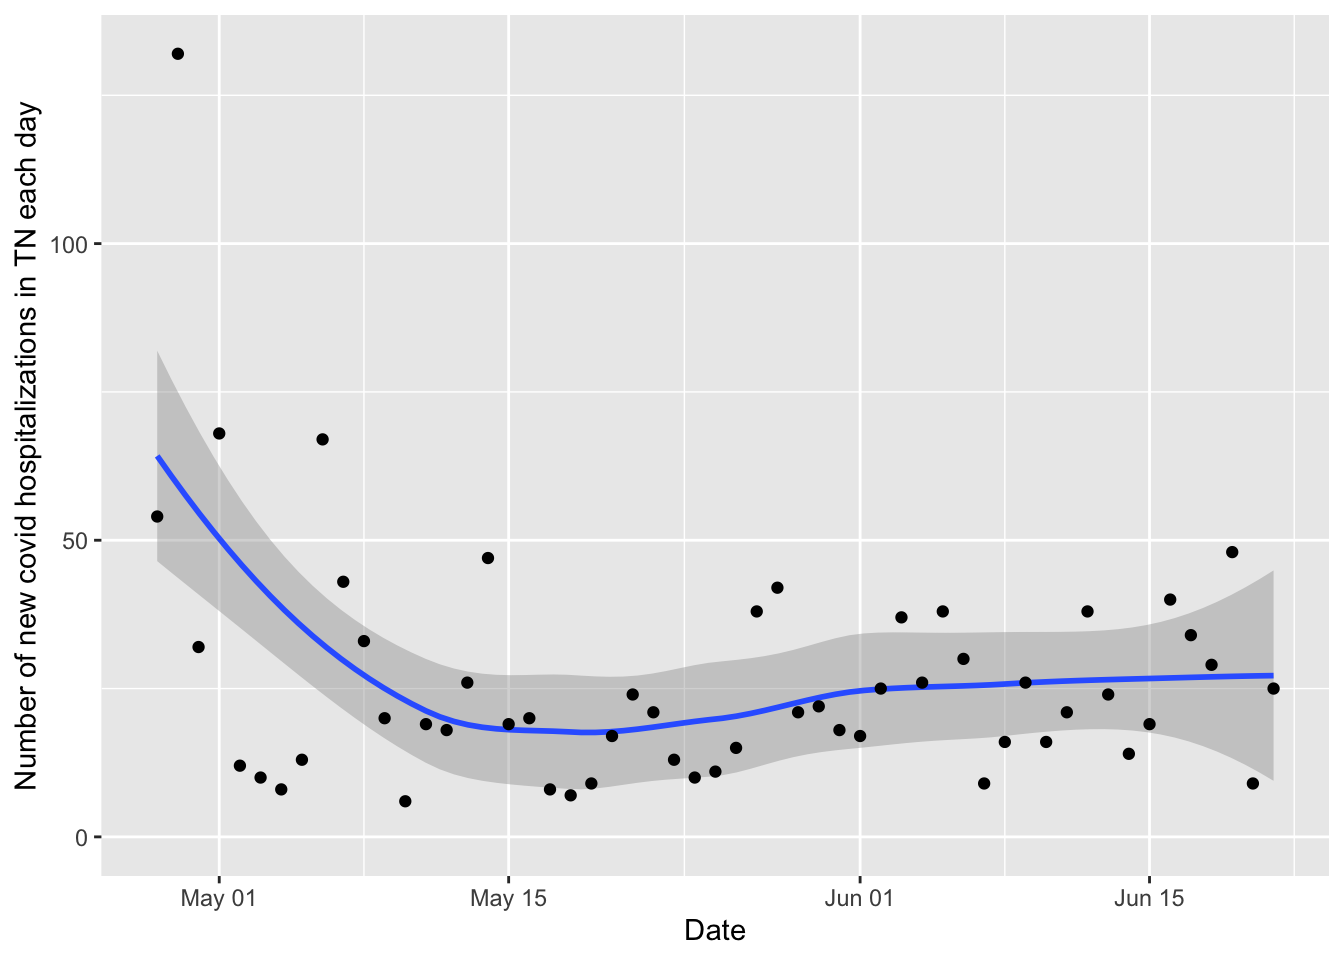 Number of new covid hospitalizations in TN each day
100
50
0
May 01
May 15
Jun 01
Jun 15
Date